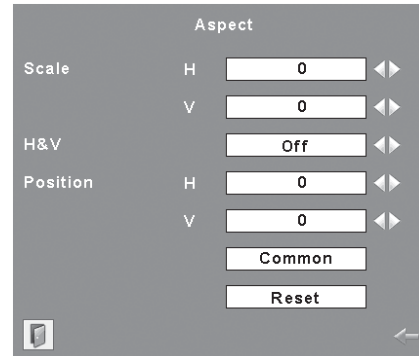 Aspect
Scale H 0
V 0
H&V Off
Position H 0
V 0
Common
Reset